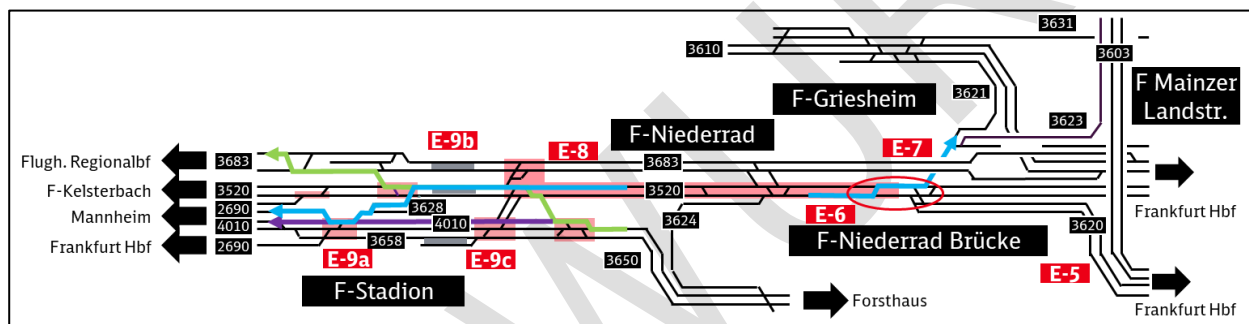 3631
3610
3603
F-Griesheim
3621
F Mainzer
Landstr.
3623
F-Niederrad
E-9b
E-8
E-7
Flugh. Regionalbf
3683
3683
F-Kelsterbach
3520
3520
Mannheim
2690
3628
3624
E-6
Frankfurt Hbf
4010
4010
F-Niederrad Brücke
3620
Frankfurt Hbf
2690
3658
E-9a
E-9c
3650
E-5
F-Stadion
Forsthaus
Frankfurt Hbf